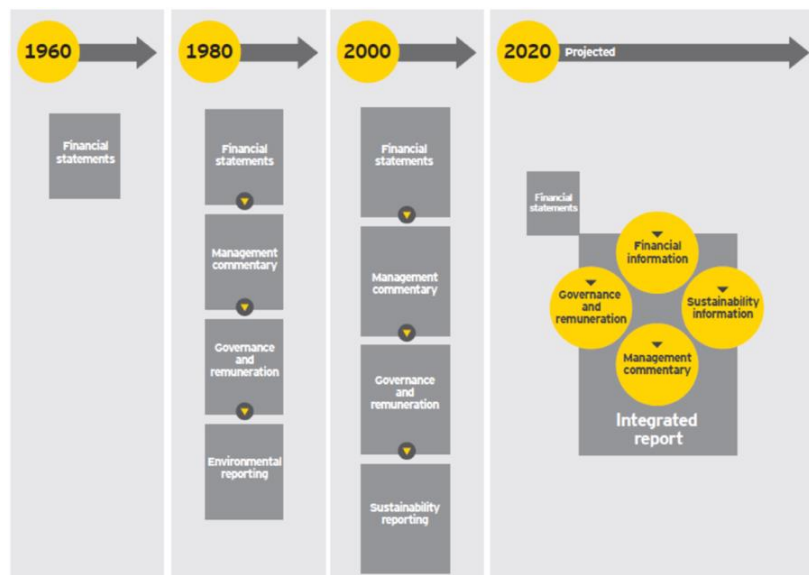 1960
Financial
statements
1980
Financial
statements
Management
commentary
Governance
and
remuneration
Environmental
reporting
2000
Financial
statements
Management
commentary
Governance
and
remuneration
Sustainability
reporting
2020
Projected
Financial
statements
Financial
information
Governance
and
remuneration
Sustainability
information
Management
commentary
Integrated
report